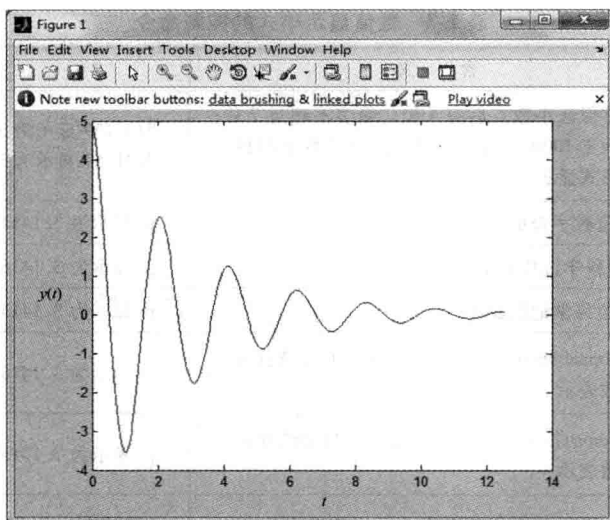 Figure 1
File Edit View Insert Tools Desktop Window Help
Note new toolbar buttons: data brushing & linked plots Play video
5
4
3
2
1
0
-1
-2
-3
-4
y(t)
0 2 4 6 8 10 12 14
t